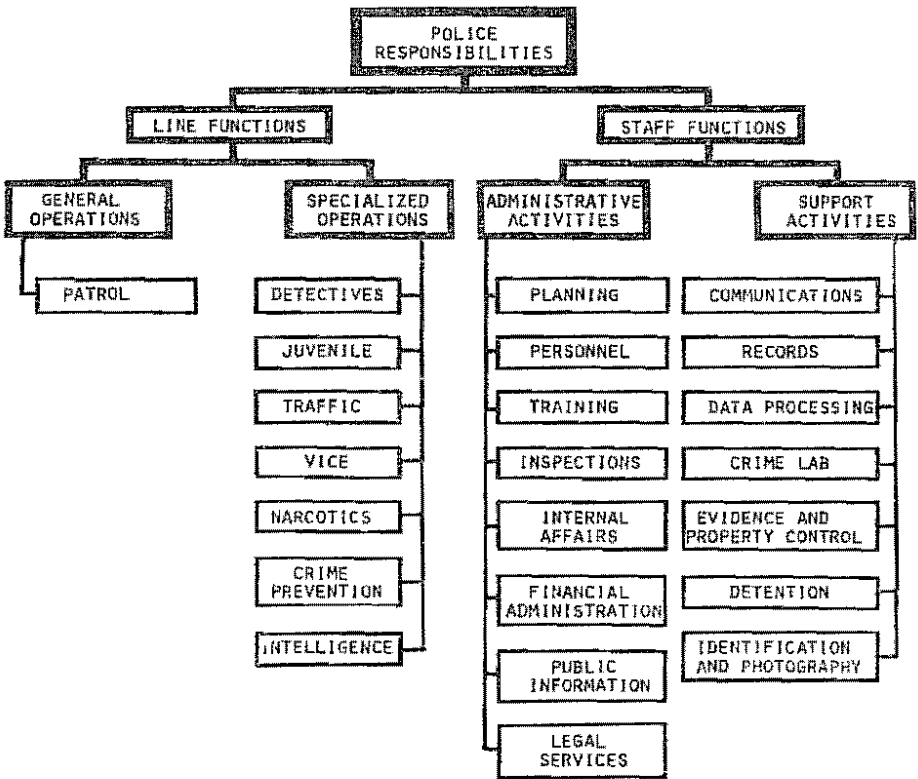 POLICE
RESPONSIBILITIES
LINE FUNCTIONS
STAFF FUNCTIONS
GENERAL
OPERATIONS
SPECIALIZED
OPERATIONS
ADMINISTRATIVE
ACTIVITIES
SUPPORT
ACTIVITIES
PATROL
DETECTIVES
JUVENILE
TRAFFIC
VICE
NARCOTICS
CRIME
PREVENTION
INTELLIGENCE
PLANNING
PERSONNEL
TRAINING
INSPECTIONS
INTERNAL
AFFAIRS
FINANCIAL
ADMINISTRATION
PUBLIC
INFORMATION
LEGAL
SERVICES
COMMUNICATIONS
RECORDS
DATA PROCESSING
CRIME LAB
EVIDENCE AND
PROPERTY CONTROL
DETENTION
IDENTIFICATION
AND PHOTOGRAPHY